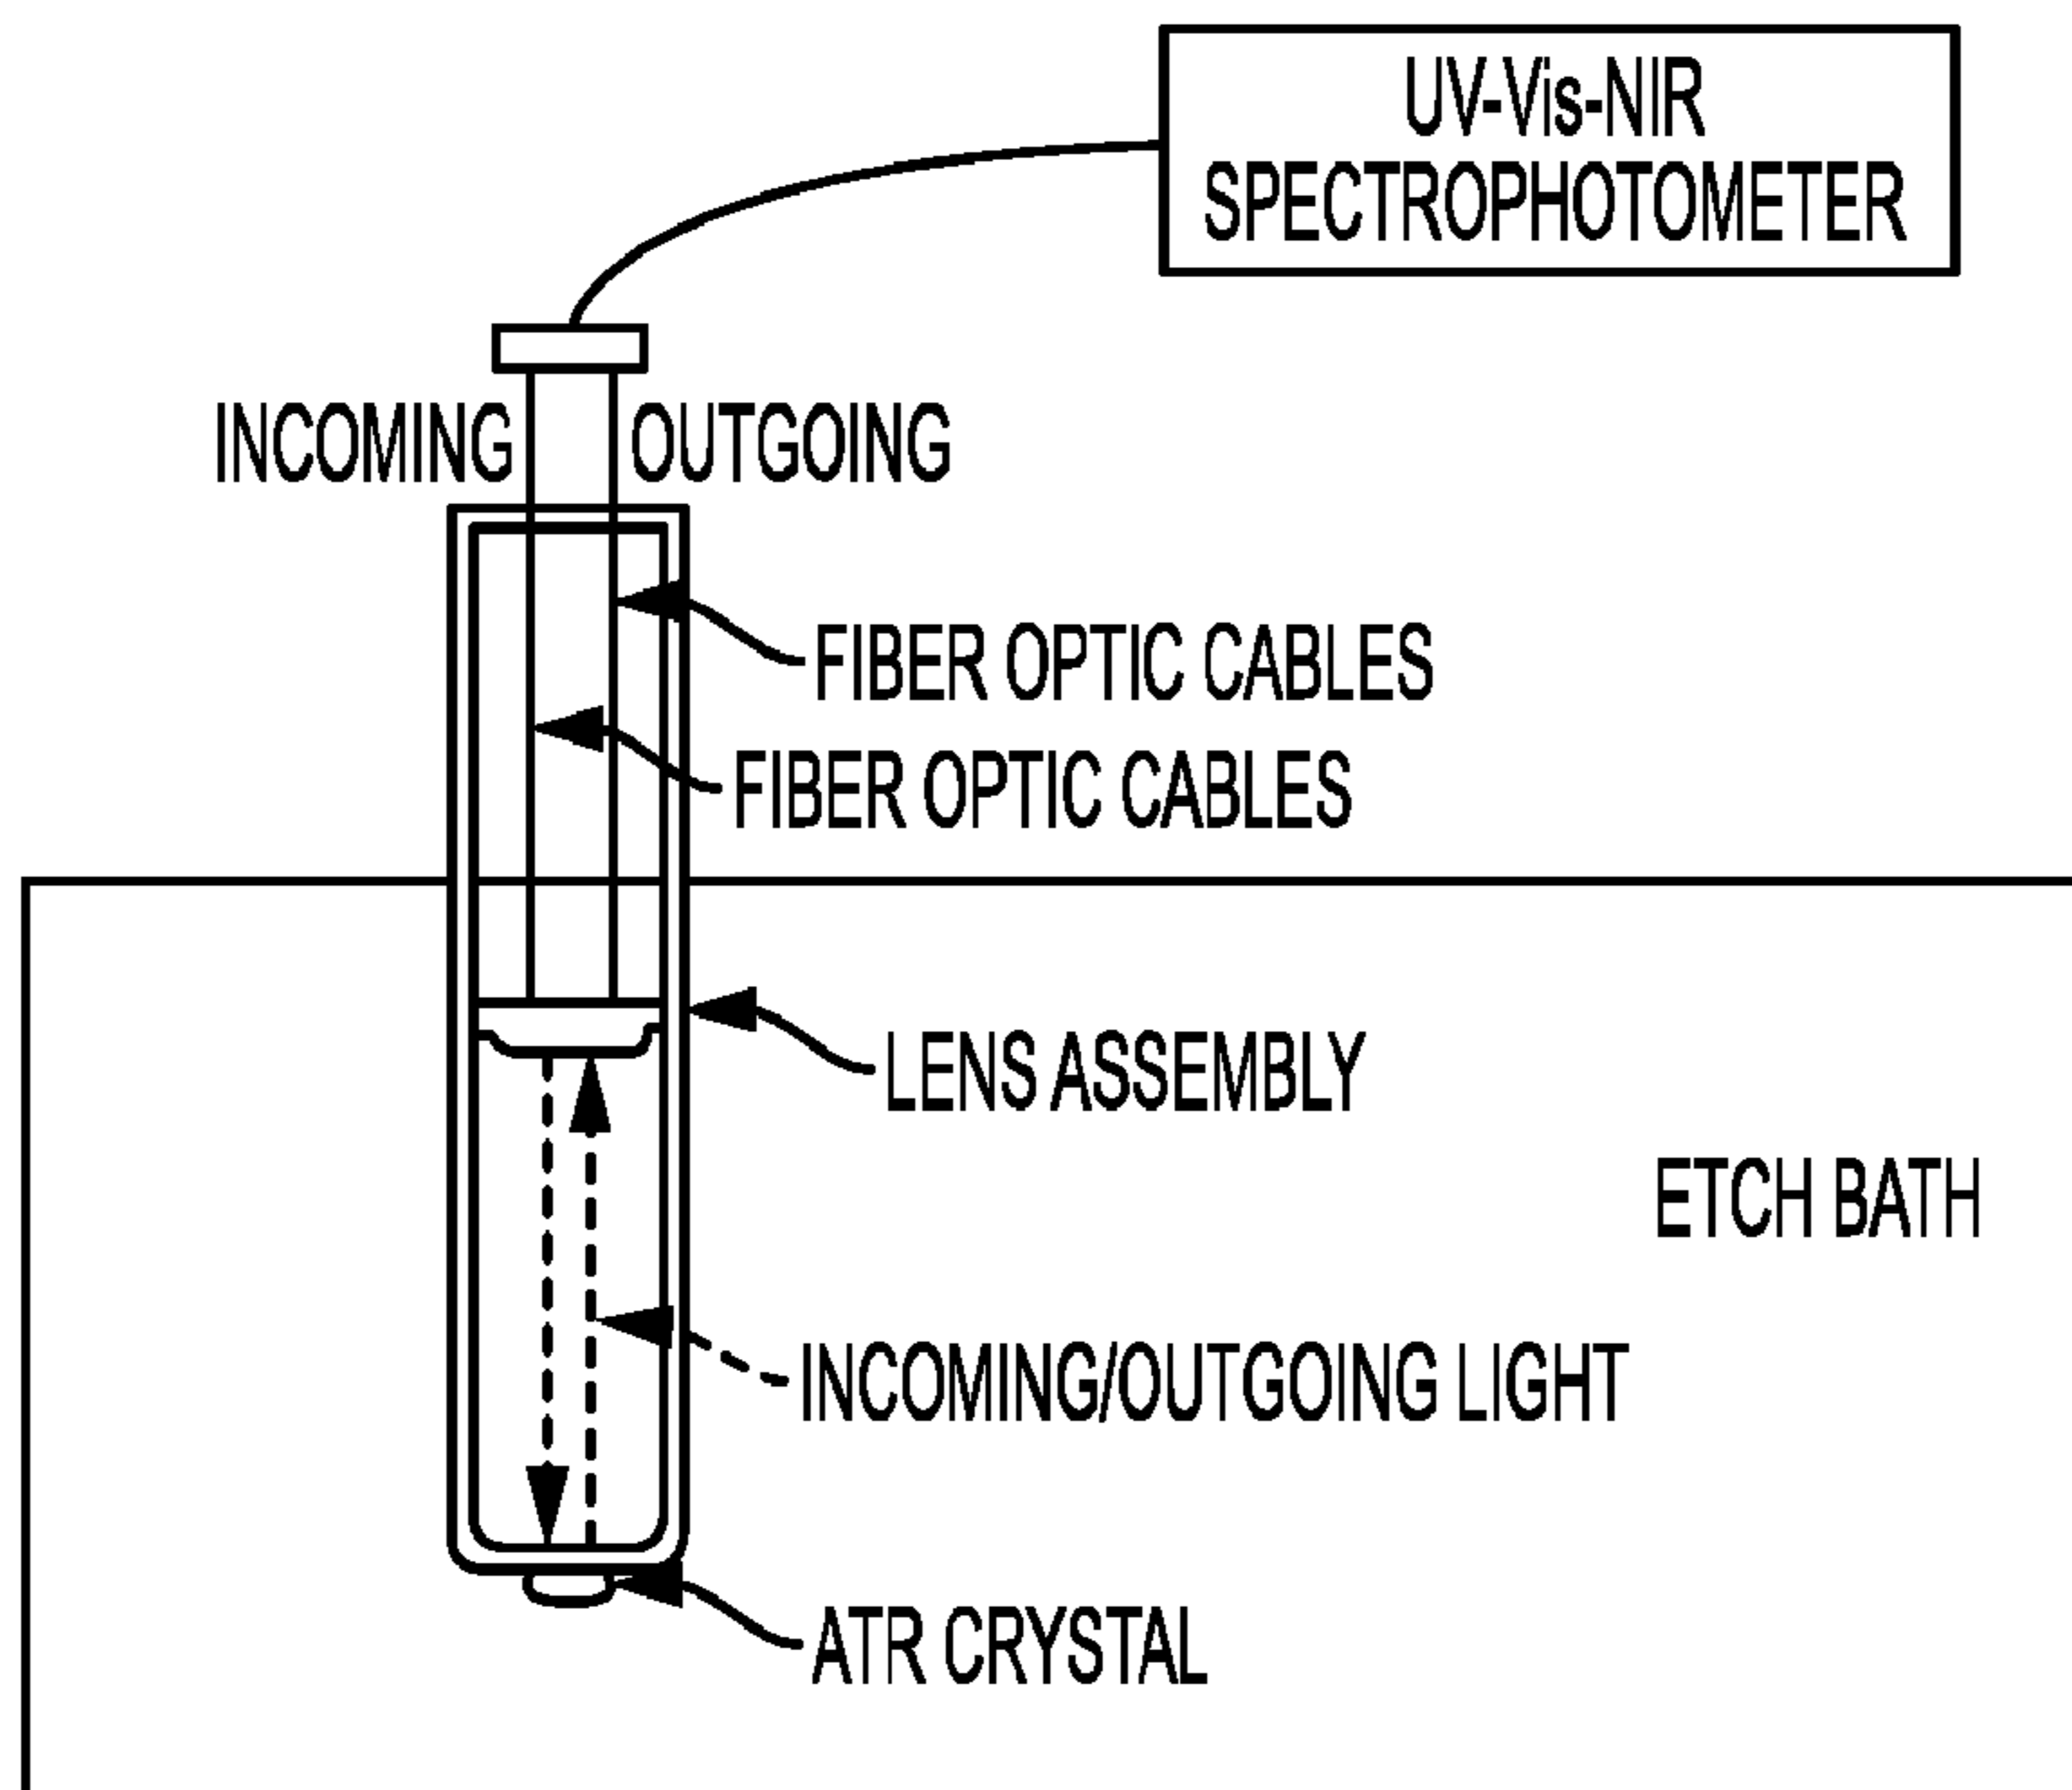 UV-Vis-NIR
SPECTROPHOTOMETER
INCOMING OUTGOING
FIBER OPTIC CABLES
FIBER OPTIC CABLES
LENS ASSEMBLY
ETCH BATH
INCOMING/OUTGOING LIGHT
ATR CRYSTAL